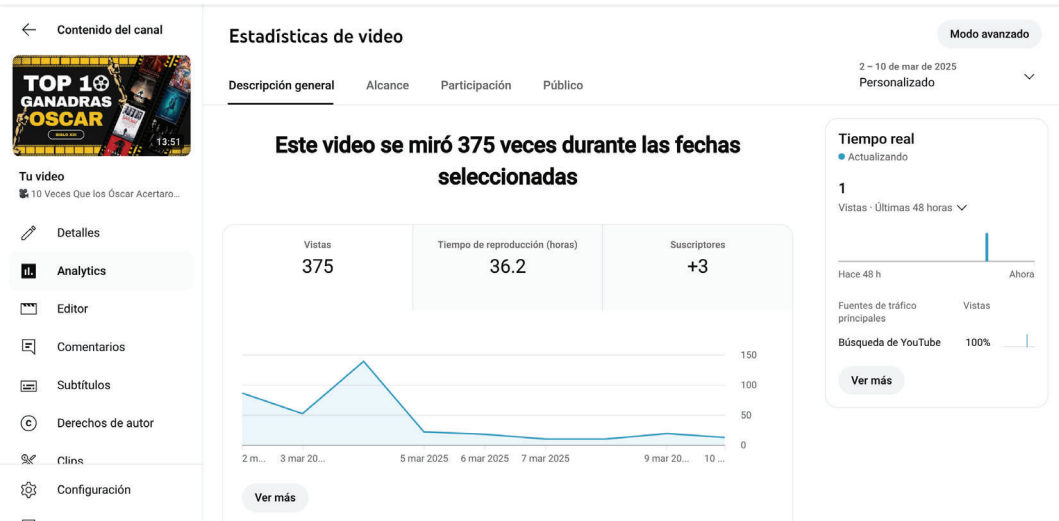 Contenido del canal
TOP 10
GANADRAS
OSCAR
SIGLO XXI
13:51
Tu video
10 Veces Que los Óscar Acertaro...
Detalles
Analytics
Editor
Comentarios
Subtítulos
Derechos de autor
Clips
Configuración
Estadísticas de video
Modo avanzado
Descripción general
Alcance
Participación
Público
2 – 10 de mar de 2025
Personalizado
Este video se miró 375 veces durante las fechas
seleccionadas
Vistas
375
Tiempo de reproducción (horas)
36.2
Suscriptores
+3
150
100
50
0
2 m...
3 mar 20...
5 mar 2025
6 mar 2025
7 mar 2025
9 mar 20...
10 ...
Ver más
Tiempo real
Actualizando
1
Vistas · Últimas 48 horas
Hace 48 h
Ahora
Fuentes de tráfico
principales
Vistas
Búsqueda de YouTube
100%
Ver más